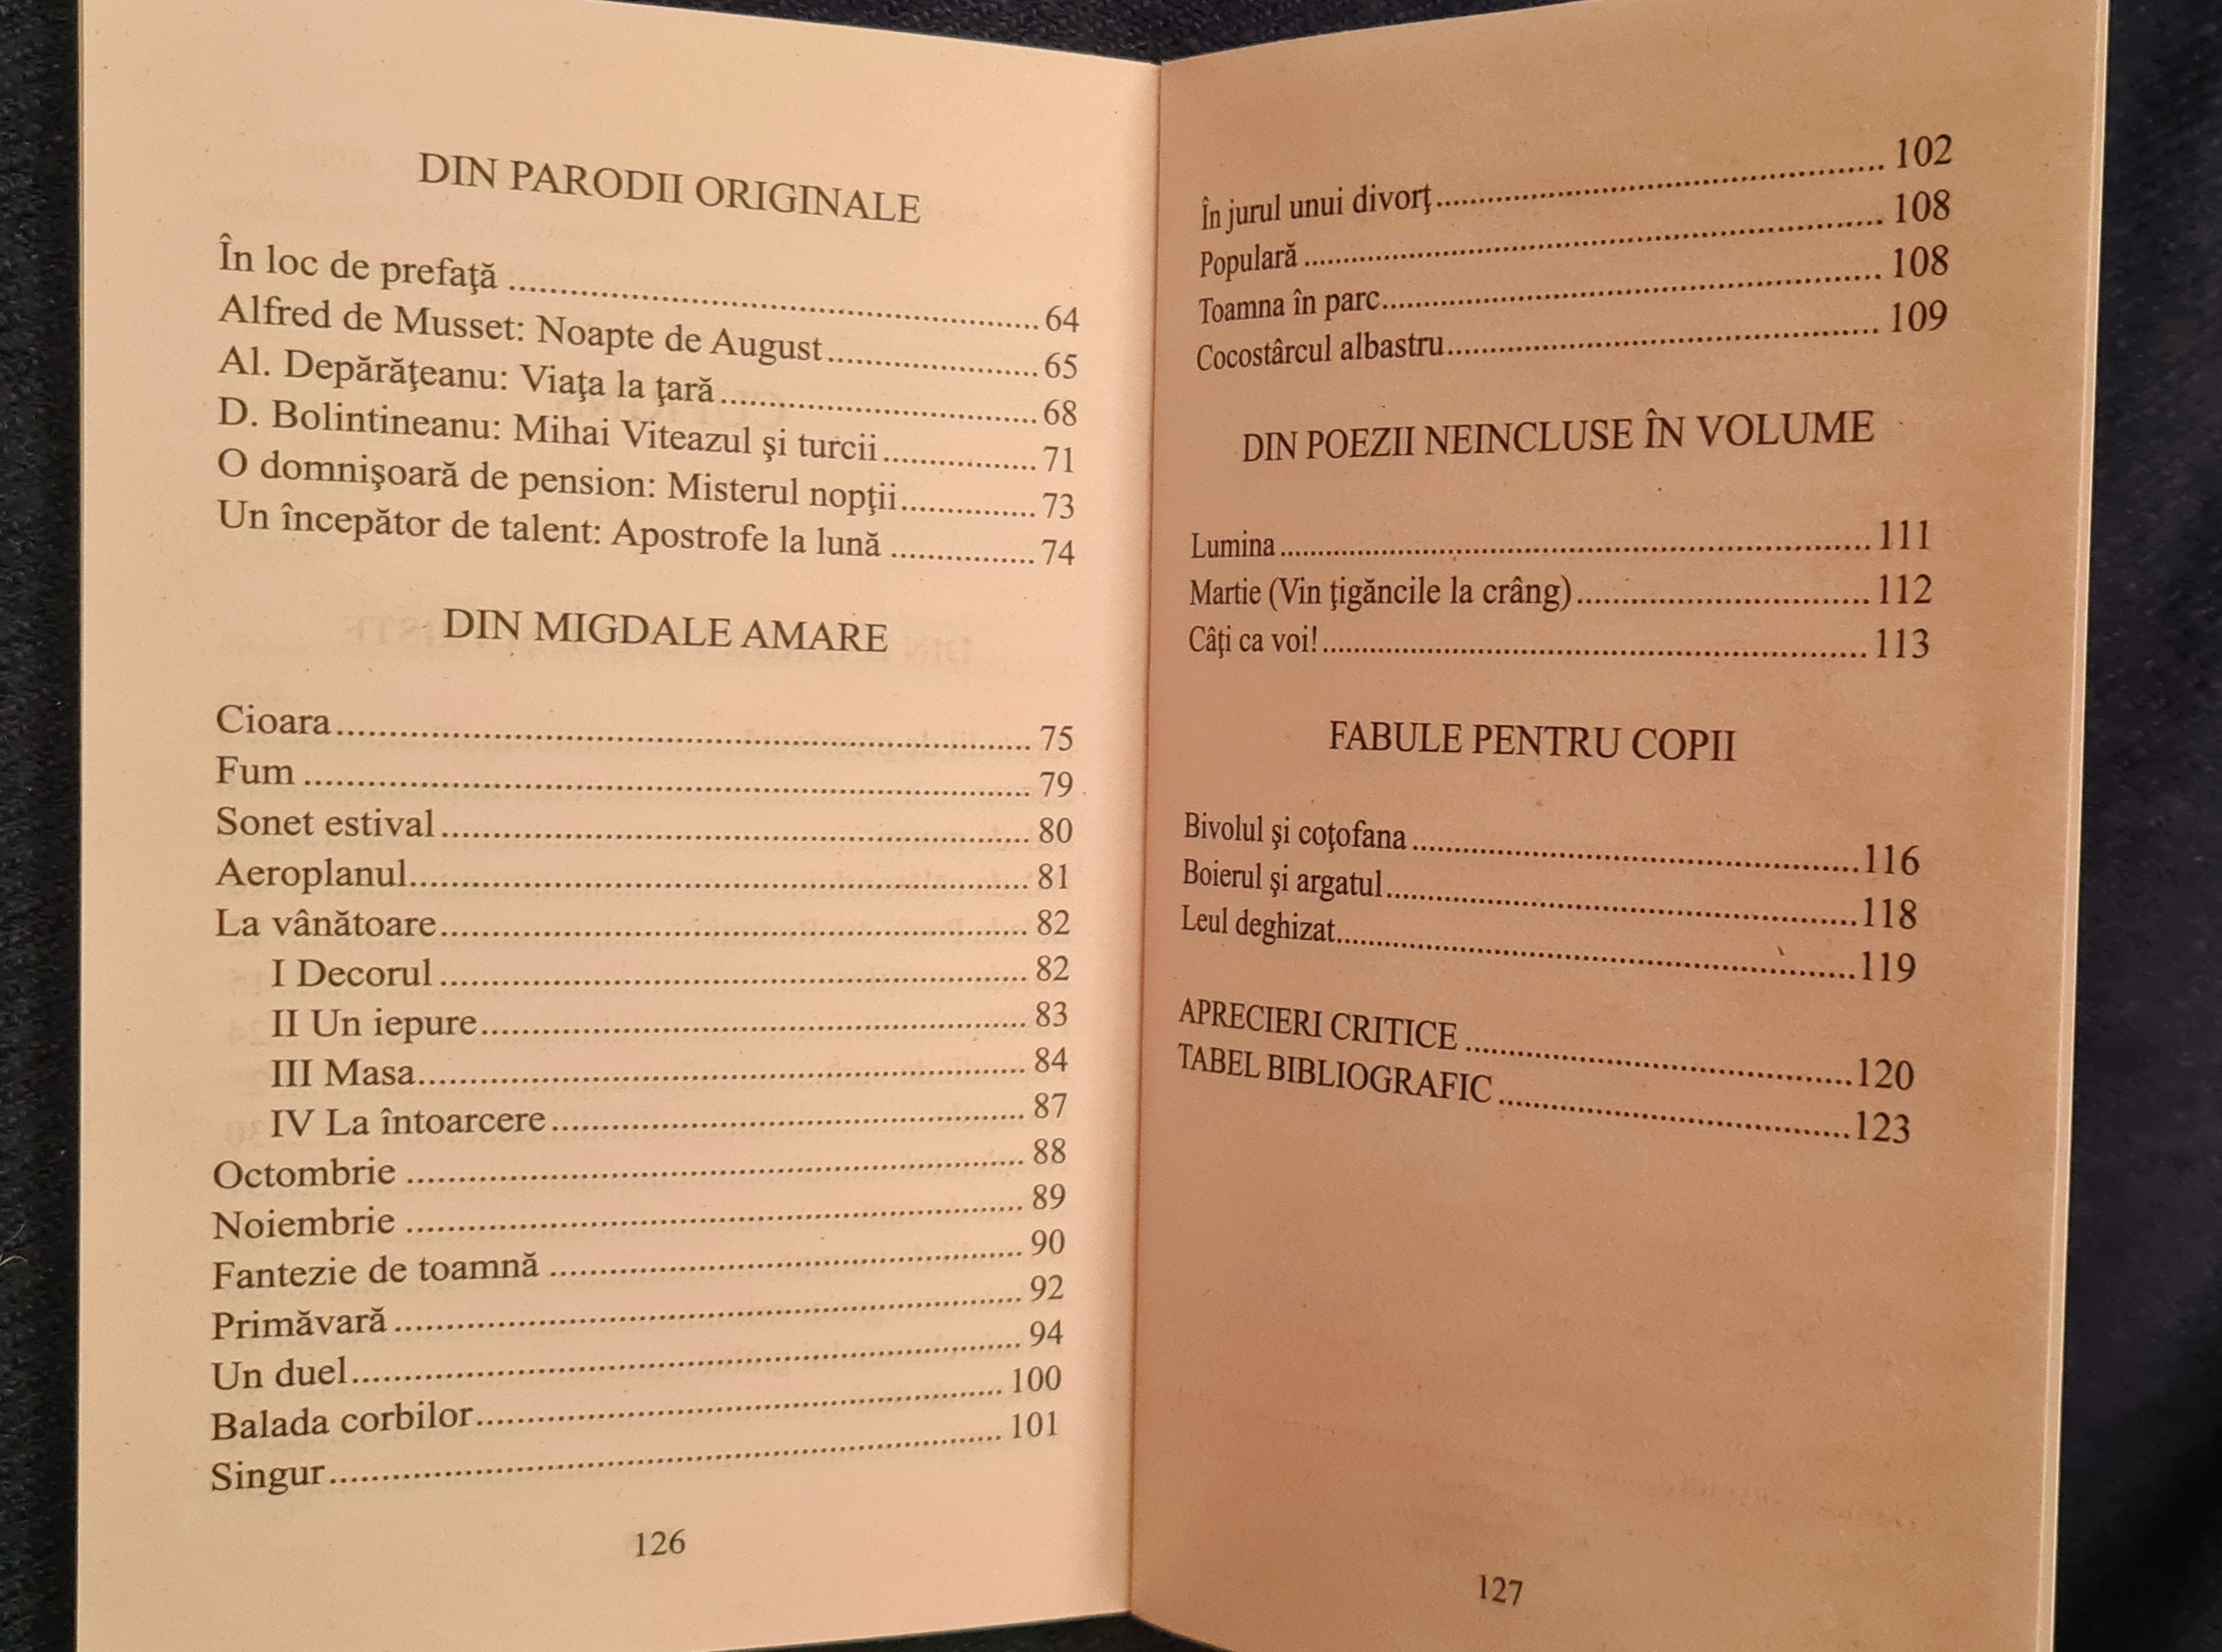 DIN PARODII ORIGINALE
În loc de prefaţă ........ 64
Alfred de Musset: Noapte de August ........ 65
Al. Depărăţeanu: Viaţa la ţară ........ 68
D. Bolintineanu: Mihai Viteazul şi turcii ........ 71
O domnişoară de pension: Misterul nopţii ........ 73
Un începător de talent: Apostrofe la lună ........ 74
DIN MIGDALE AMARE
Cioara ........ 75
Fum ........ 79
Sonet estival ........ 80
Aeroplanul ........ 81
La vânătoare ........ 82
I Decorul ........ 82
II Un iepure ........ 83
III Masa ........ 84
IV La întoarcere ........ 87
Octombrie ........ 88
Noiembrie ........ 89
Fantezie de toamnă ........ 90
Primăvară ........ 92
Un duel ........ 94
Balada corbilor ........ 100
Singur ........ 101
126
În jurul unui divorţ ........ 102
Populară ........ 108
Toamna în parc ........ 108
Cocostârcul albastru ........ 109
DIN POEZII NEINCLUSE ÎN VOLUME
Lumina ........ 111
Martie (Vin ţigăncile la crâng) ........ 112
Câţi ca voi! ........ 113
FABULE PENTRU COPII
Bivolul şi coţofana ........ 116
Boierul şi argatul ........ 118
Leul deghizat ........ 119
APRECIERI CRITICE ........ 120
TABEL BIBLIOGRAFIC ........ 123
127